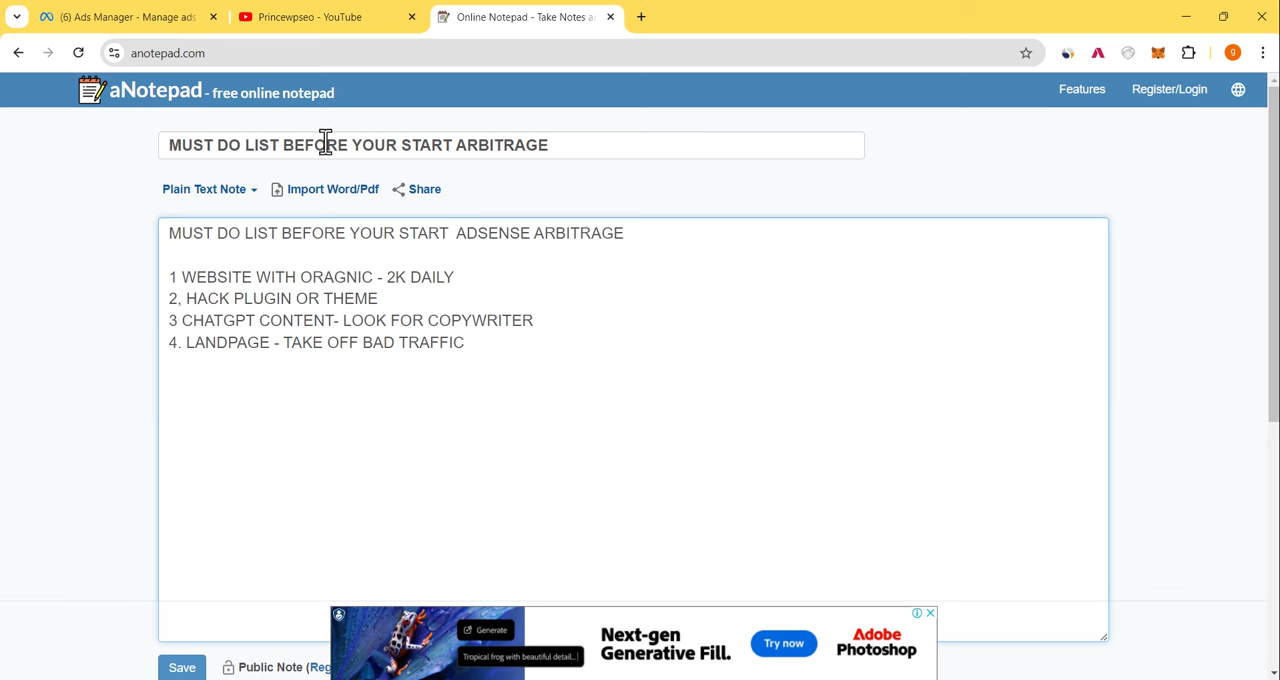 (6) Ads Manager - Manage ads
Princewpseo - YouTube
Online Notepad - Take Notes a
anotepad.com
g
aNotepad - free online notepad
Features
Register/Login
MUST DO LIST BEFORE YOUR START ARBITRAGE
Plain Text Note
Import Word/Pdf
Share
MUST DO LIST BEFORE YOUR START  ADSENSE ARBITRAGE
1 WEBSITE WITH ORAGNIC - 2K DAILY
2, HACK PLUGIN OR THEME
3 CHATGPT CONTENT- LOOK FOR COPYWRITER
4. LANDPAGE - TAKE OFF BAD TRAFFIC
Generate
Tropical frog with beautiful detail...
Next-gen
Generative Fill.
Try now
Adobe
Photoshop
Save
Public Note (Reg